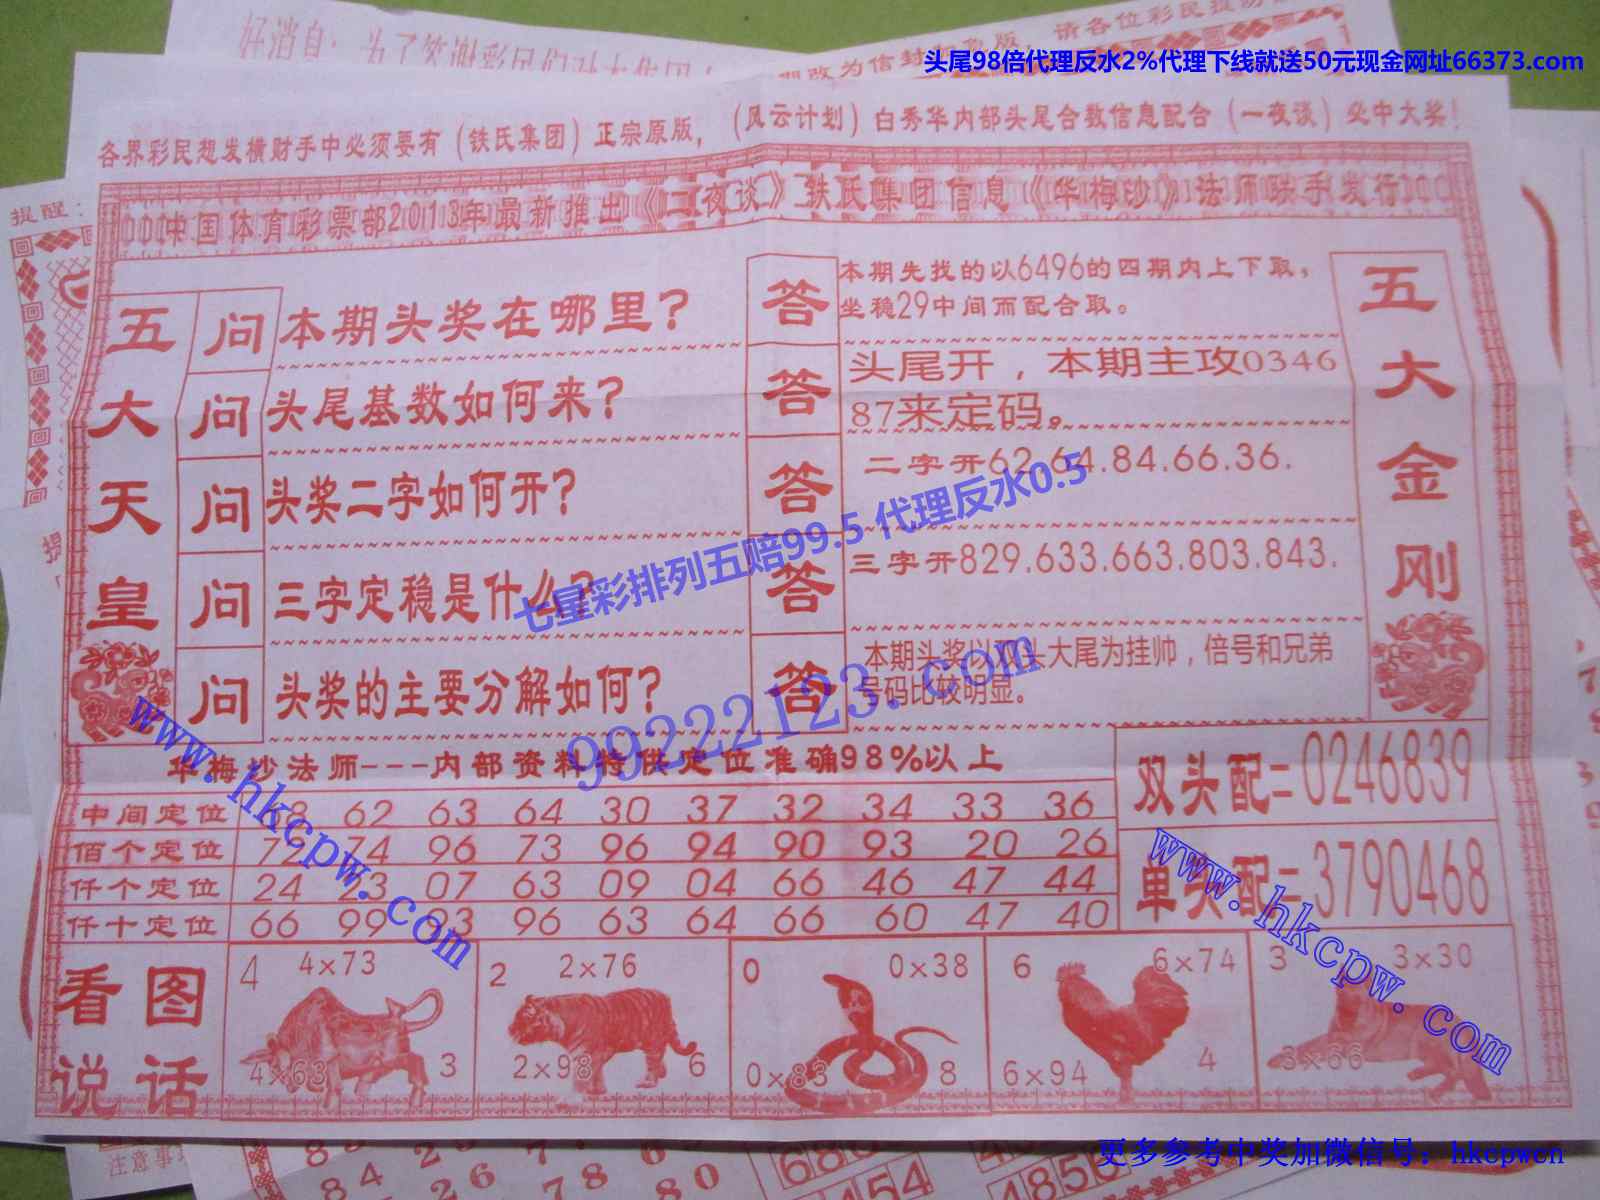 头尾98倍代理反水2%代理下线就送50元现金网址66373.com
各界彩民想发横财手中必须要有（铁氏集团）正宗原版，（风云计划）白秀华内部头尾合数信息配合（一夜谈）必中大奖！
提醒：
中国体育彩票部2013年最新推出《二夜谈》铁氏集团信息《华梅沙》法师联手发行
五大天皇
问 本期头奖在哪里？
答 本期先找的以6496的四期内上下取，
坐稳29中间而配合取。
问 头尾基数如何来？
答 头尾开，本期主攻0346
87来定码。
问 头奖二字如何开？
答 二字开62.64.84.66.36.
问 三字定稳是什么？
答 三字开829.633.663.803.843.
问 头奖的主要分解如何？
答 本期头奖以双头大尾为挂帅，倍号和兄弟
号码比较明显。
五大金刚
七星彩排列五赔99.5 代理反水0.5
99222123.com
华梅沙法师---内部资料特供定位准确98%以上
中间定位 62 63 64 30 37 32 34 33 36
佰个定位 72 74 96 73 96 94 90 93 20 26
仟个定位 24 23 07 63 09 04 66 46 47 44
仟十定位 66 99 93 96 63 64 66 60 47 40
双头配=0246839
单头配=3790468
看图说话
4 4×73
4×63 3
2 2×76
2×98 6
0 0×38
0×83 8
6 6×74
6×94 4
3 3×30
3×66
www.hkcpw.com
www.hkcpw.com
注意事
更多参考中奖加微信号：hkcpwcn